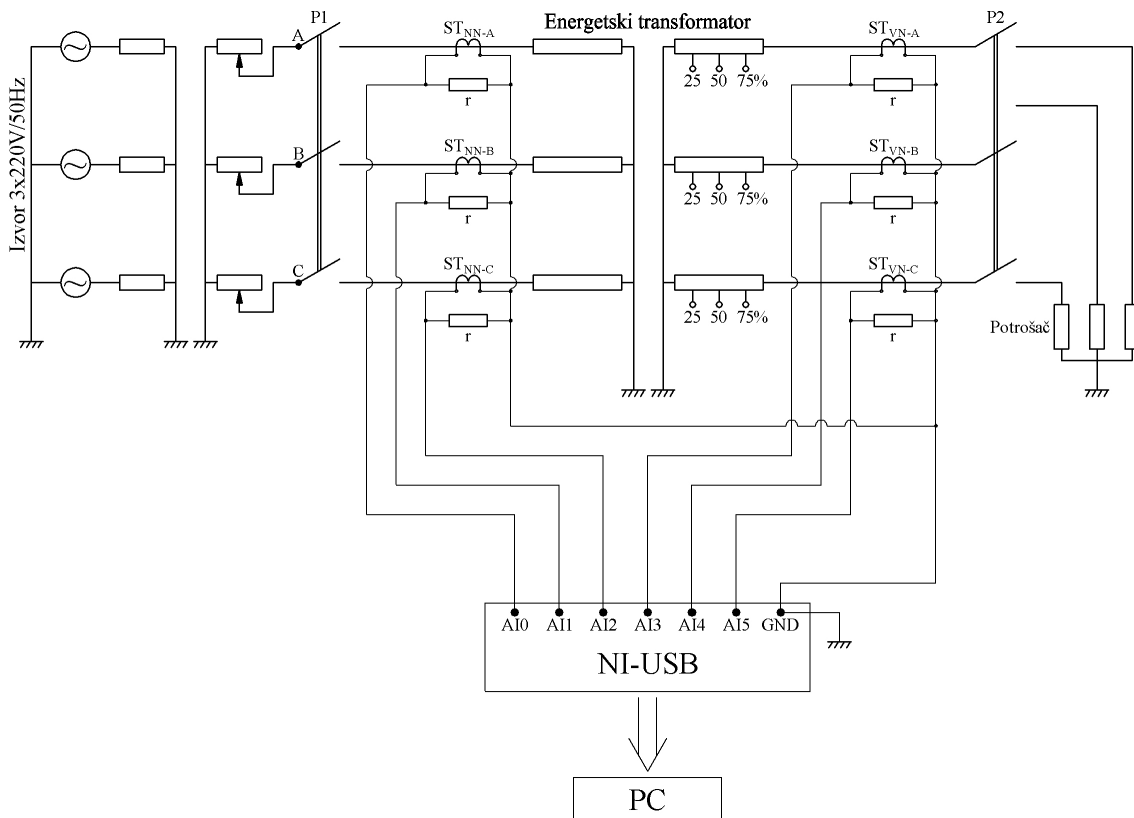 Energetski transformator
P1
P2
ST_NN-A
ST_VN-A
A
r
25 50 75%
r
Izvor 3x220V/50Hz
B
ST_NN-B
ST_VN-B
r
25 50 75%
r
C
ST_NN-C
ST_VN-C
r
25 50 75%
r
Potrošač
AI0 AI1 AI2 AI3 AI4 AI5 GND
NI-USB
PC